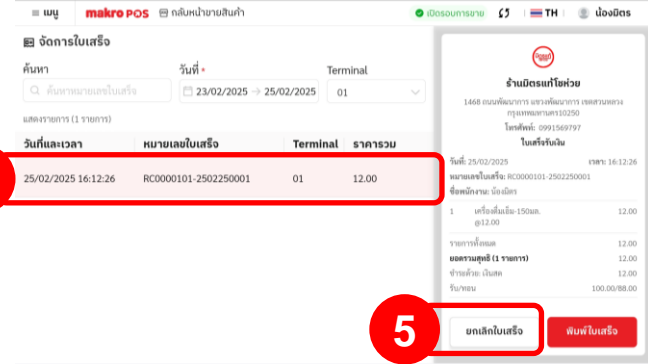 เมนู
makro POS
กลับหน้าขายสินค้า
เปิดรอบการขาย
TH
น้องมิตร
จัดการใบเสร็จ
ค้นหา
วันที่ •
Terminal
ค้นหาหมายเลขใบเสร็จ
23/02/2025 → 25/02/2025
01
แสดงรายการ (1 รายการ)
วันที่และเวลา
หมายเลขใบเสร็จ
Terminal
ราคารวม
25/02/2025 16:12:26
RC0000101-2502250001
01
12.00
ร้านมิตรแท้โชห่วย
1468 ถนนพัฒนาการ แขวงพัฒนาการ เขตสวนหลวง
กรุงเทพมหานคร10250
โทรศัพท์: 0991569797
ใบเสร็จรับเงิน
วันที่: 25/02/2025
เวลา: 16:12:26
หมายเลขใบเสร็จ: RC0000101-2502250001
ชื่อพนักงาน: น้องมิตร
1 เครื่องดื่มเย็น-150มล. 12.00
@12.00
รายการทั้งหมด 12.00
ยอดรวมสุทธิ (1 รายการ) 12.00
ชำระด้วย: เงินสด 12.00
รับ/ทอน 100.00/88.00
5
ยกเลิกใบเสร็จ
พิมพ์ใบเสร็จ